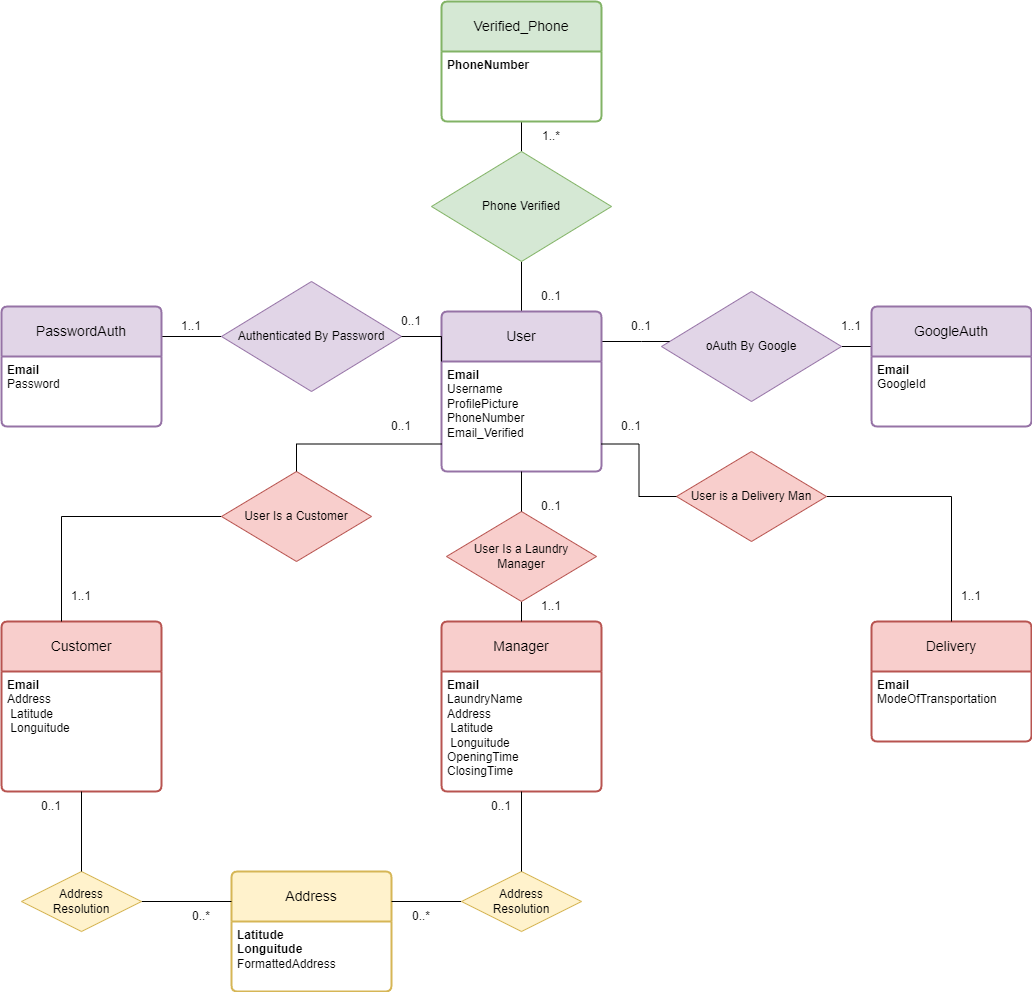 Verified_Phone
PhoneNumber
1..*
Phone Verified
0..1
PasswordAuth
Email
Password
1..1
Authenticated By Password
0..1
User
Email
Username
ProfilePicture
PhoneNumber
Email_Verified
0..1
oAuth By Google
1..1
GoogleAuth
Email
GoogleId
0..1
User Is a Customer
1..1
0..1
User Is a Laundry
Manager
1..1
0..1
User is a Delivery Man
1..1
Customer
Email
Address
Latitude
Longuitude
Manager
Email
LaundryName
Address
Latitude
Longuitude
OpeningTime
ClosingTime
Delivery
Email
ModeOfTransportation
0..1
Address
Resolution
0..*
Address
Latitude
Longuitude
FormattedAddress
0..*
0..1
Address
Resolution